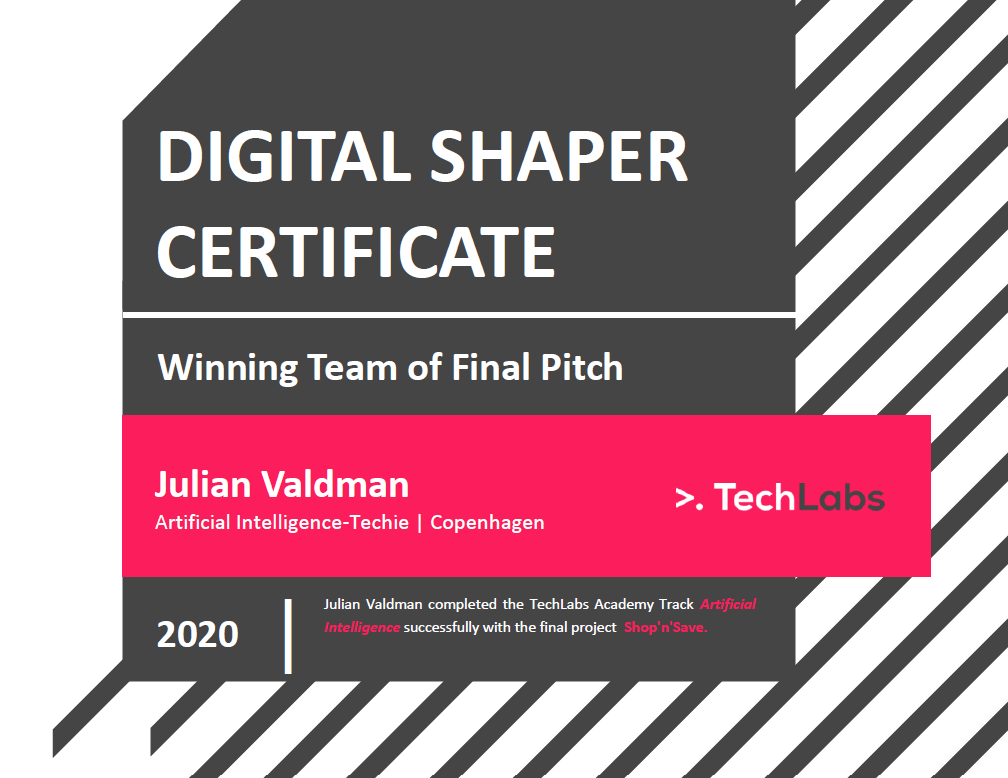 DIGITAL SHAPER
CERTIFICATE
Winning Team of Final Pitch
Julian Valdman
Artificial Intelligence-Techie | Copenhagen
>. TechLabs
2020
Julian Valdman completed the TechLabs Academy Track Artificial
Intelligence successfully with the final project Shop'n'Save.